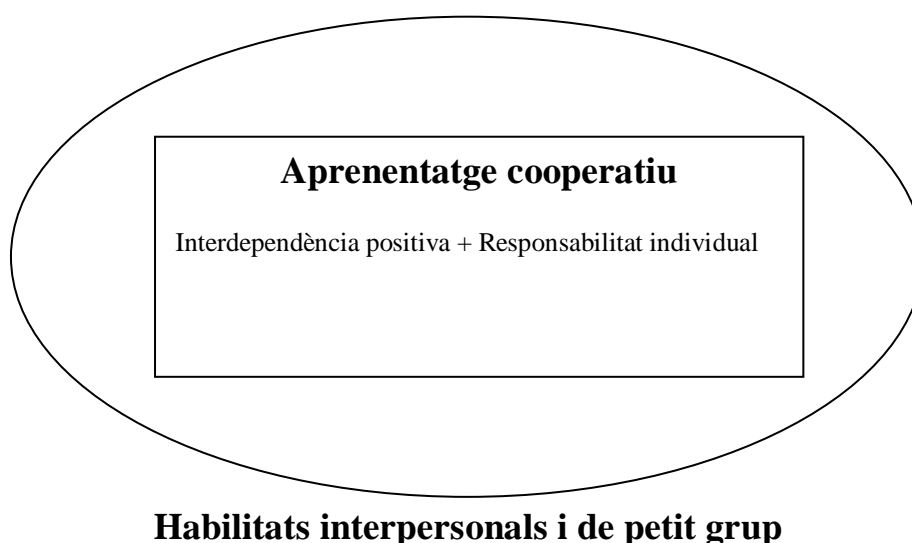 Aprenentatge cooperatiu
Interdependència positiva + Responsabilitat individual
Habilitats interpersonals i de petit grup